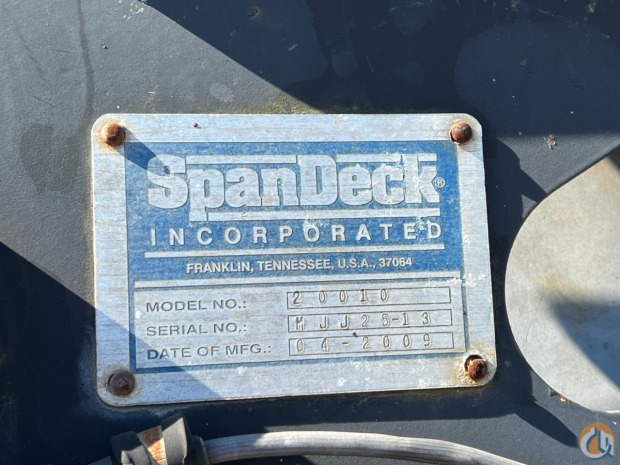 SpanDeck®
INCORPORATED
FRANKLIN, TENNESSEE, U.S.A., 37064
MODEL NO.: 20010
SERIAL NO.: MJJ25-13
DATE OF MFG.: 04-2009